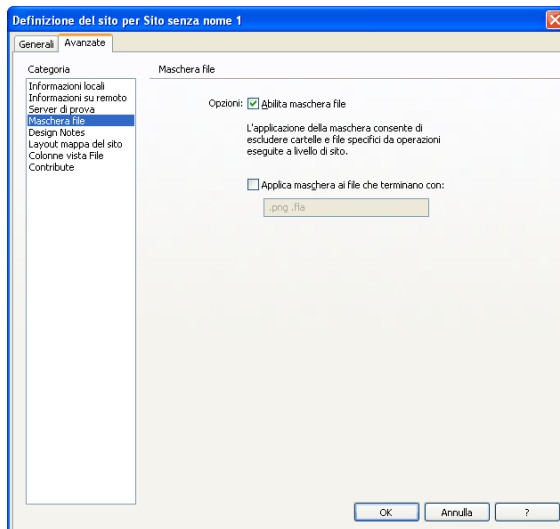 Definizione del sito per Sito senza nome 1
Generali Avanzate
Categoria
Maschera file
Informazioni locali
Informazioni su remoto
Server di prova
Maschera file
Design Notes
Layout mappa del sito
Colonne vista File
Contribute
Opzioni: Abilita maschera file
L'applicazione della maschera consente di
escludere cartelle e file specifici da operazioni
eseguite a livello di sito.
Applica maschera ai file che terminano con:
.png .fla
OK Annulla ?